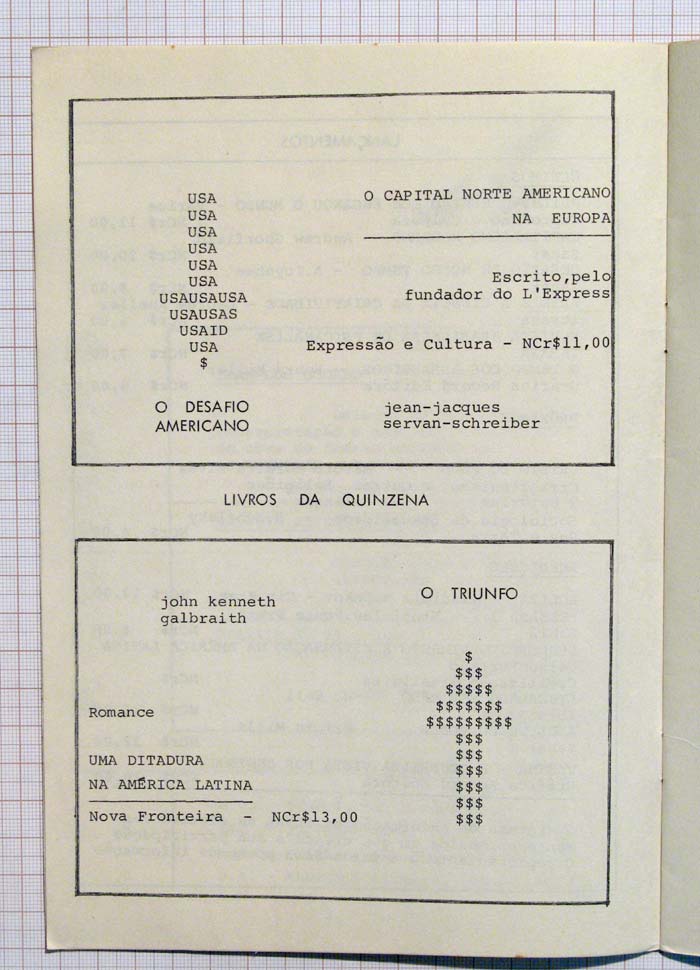 USA
USA
USA
USA
USA
USA
USAUSAUSA
USAUSAS
USAID
USA
$
O DESAFIO
AMERICANO
O CAPITAL NORTE AMERICANO
NA EUROPA
Escrito,pelo
fundador do L'Express
Expressão e Cultura - NCr$11,00
jean-jacques
servan-schreiber
LIVROS DA QUINZENA
john kenneth
galbraith
Romance
UMA DITADURA
NA AMÉRICA LATINA
Nova Fronteira - NCr$13,00
O TRIUNFO
$
$$$
$$$$$
$$$$$$$
$$$$$$$$$
$$$
$$$
$$$
$$$
$$$
$$$